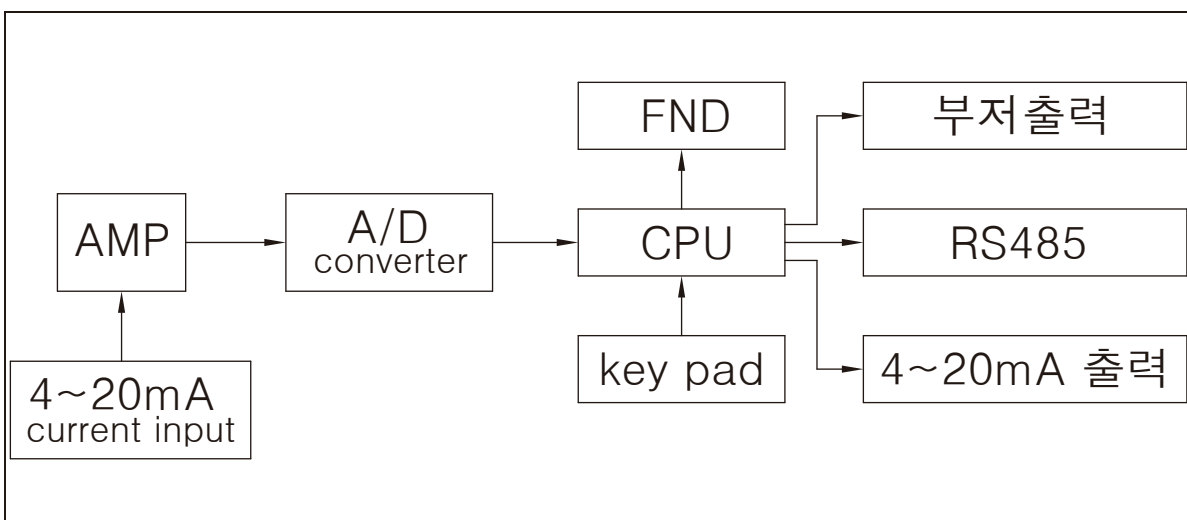 FND
부저출력
AMP
A/D
converter
CPU
RS485
4~20mA
current input
key pad
4~20mA 출력